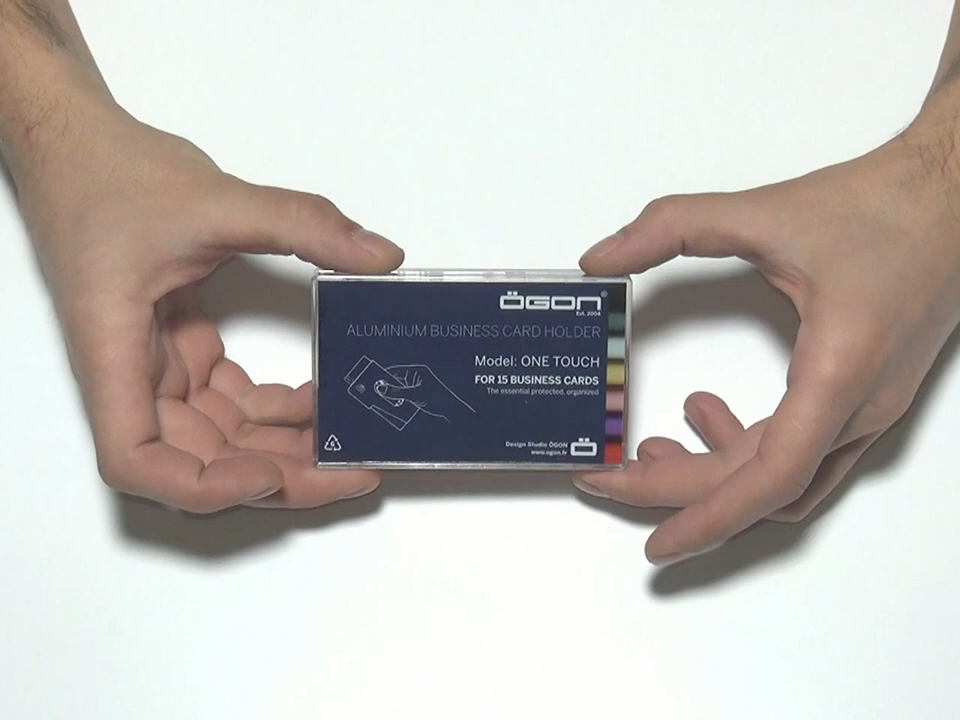 ÖGON®
Est. 2004
ALUMINIUM BUSINESS CARD HOLDER
Model: ONE TOUCH
FOR 15 BUSINESS CARDS
The essential protected, organized
Design Studio ÖGON
www.ogon.fr
Ö
6